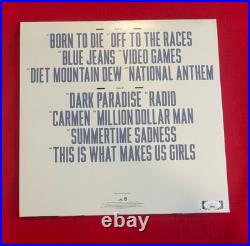 "BORN TO DIE "OFF TO THE RACES
"BLUE JEANS "VIDEO GAMES
"DIET MOUNTAIN DEW "NATIONAL ANTHEM
"DARK PARADISE "RADIO
"CARMEN "MILLION DOLLAR MAN
"SUMMERTIME SADNESS
"THIS IS WHAT MAKES US GIRLS